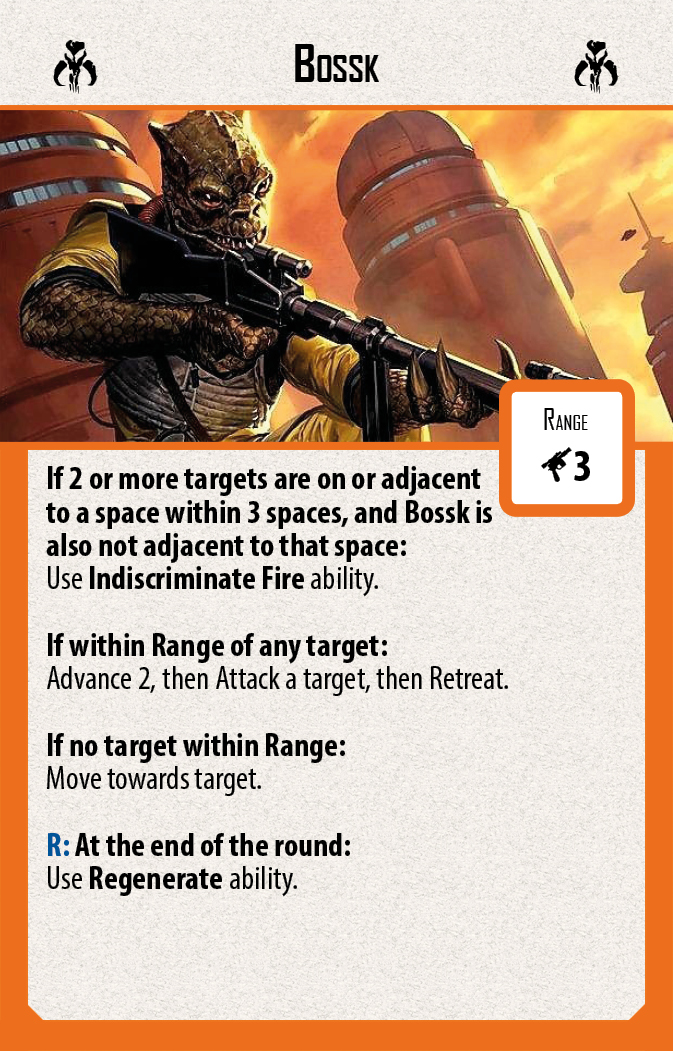 Bossk
Range
3
If 2 or more targets are on or adjacent
to a space within 3 spaces, and Bossk is
also not adjacent to that space:
Use Indiscriminate Fire ability.
If within Range of any target:
Advance 2, then Attack a target, then Retreat.
If no target within Range:
Move towards target.
R: At the end of the round:
Use Regenerate ability.